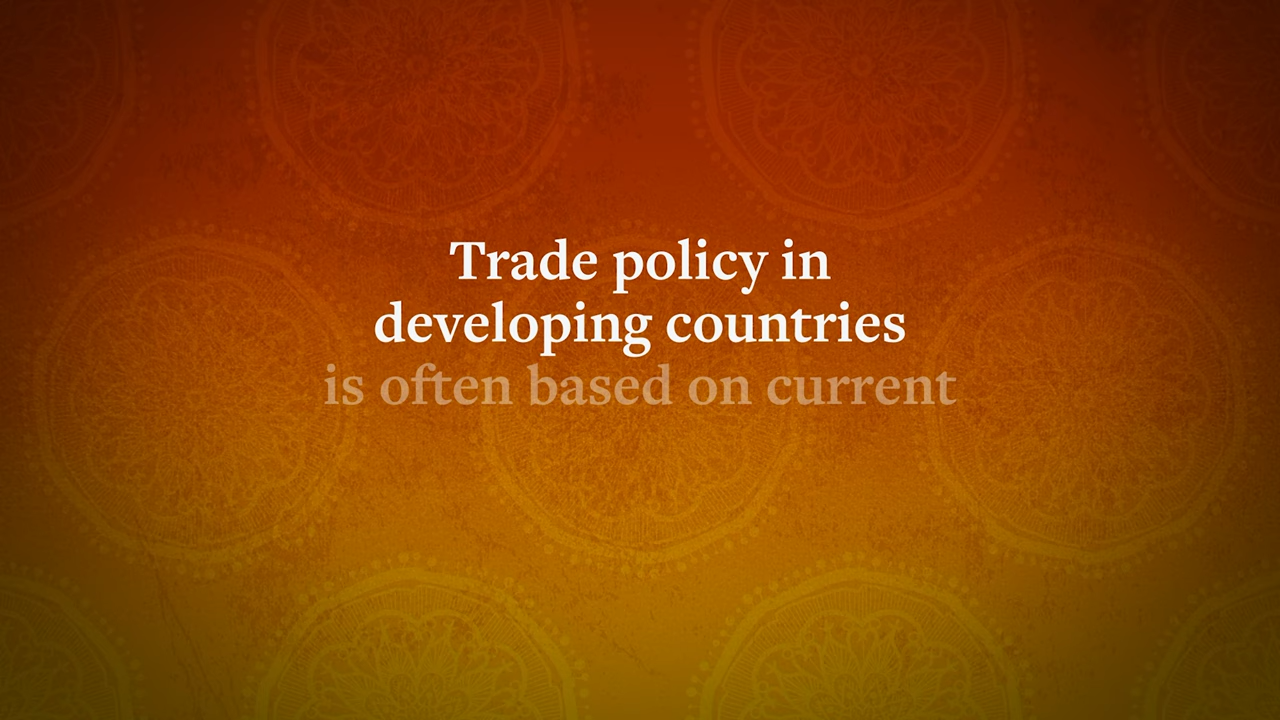 Trade policy in
developing countries
is often based on current